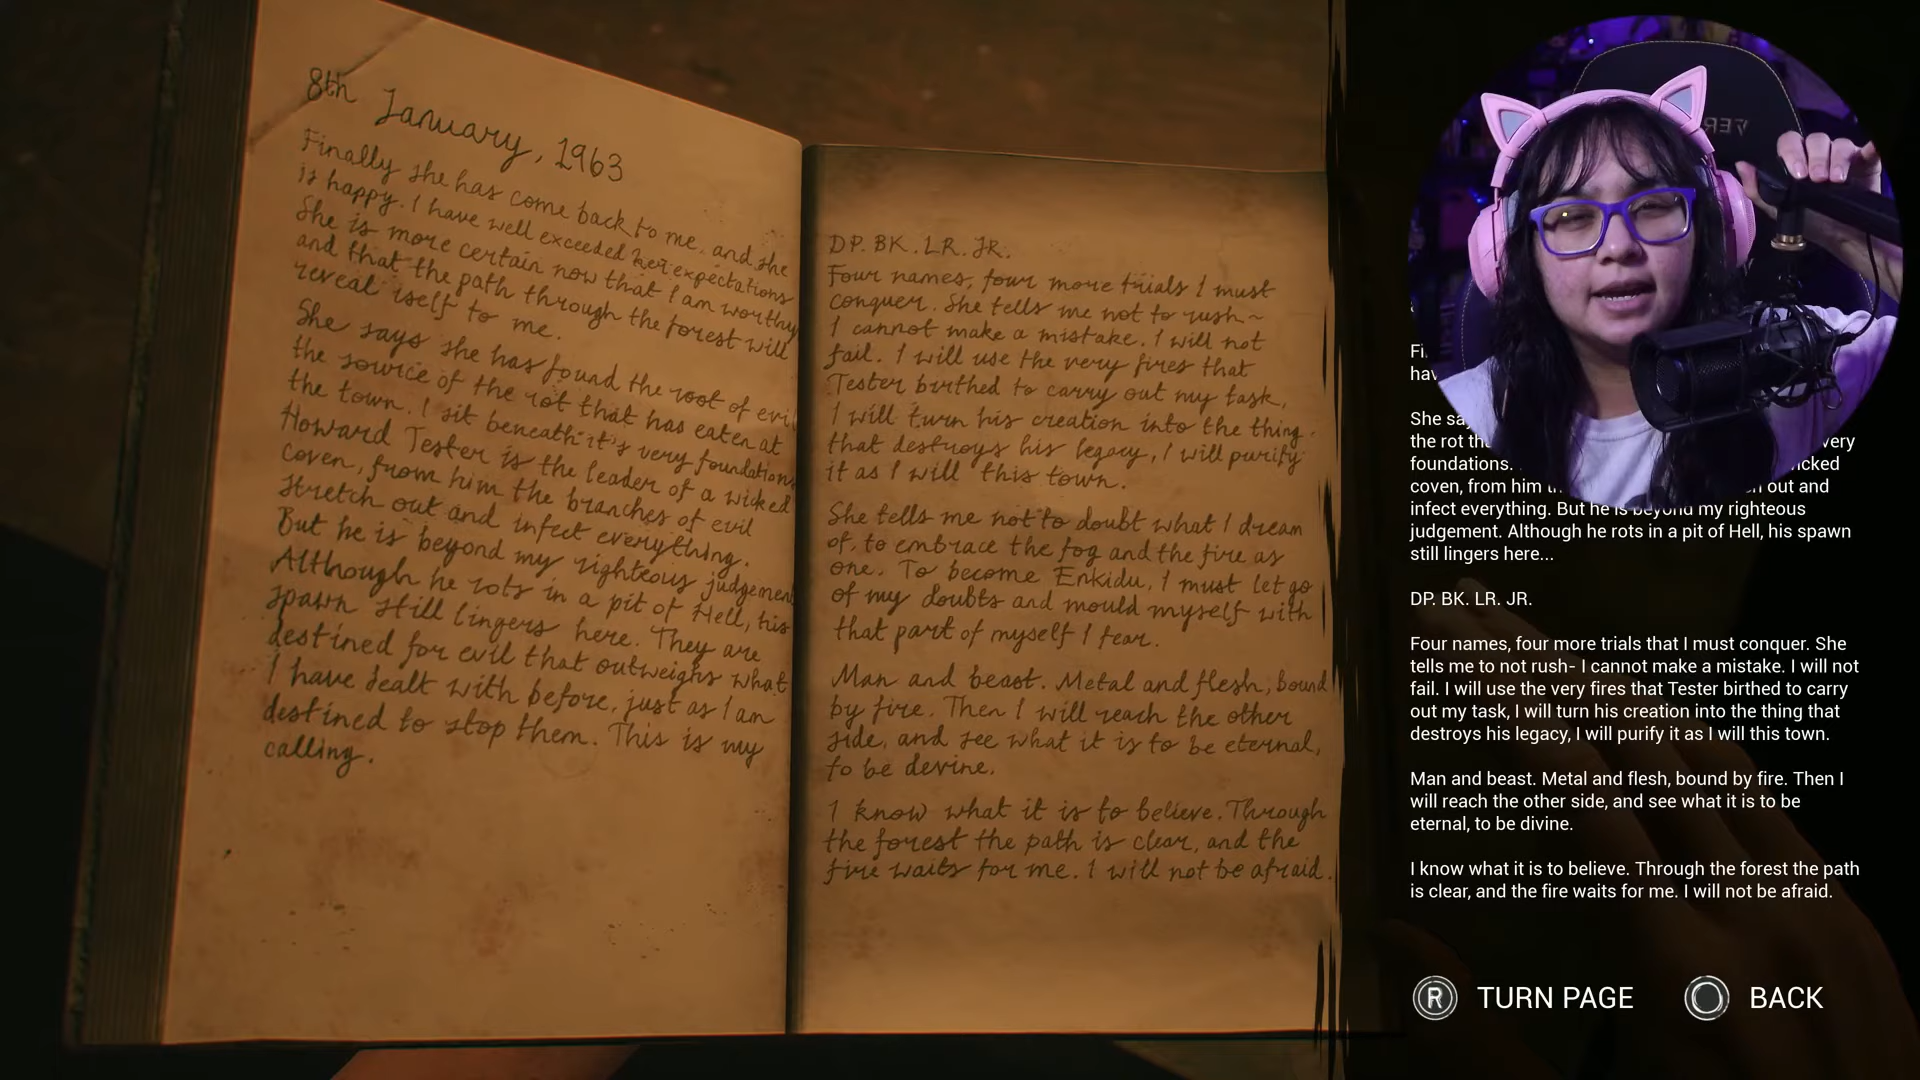 8th January, 1963
Finally she has come back to me, and she
is happy. I have well exceeded her expectations
She is more certain now that I am worthy
and that the path through the forest will
reveal iself to me.
She says she has found the root of evil
the source of the rot that has eaten at
the town. I sit beneath it's very foundations
Howard Tester is the leader of a wicked
coven, from him the branches of evil
stretch out and infect everything.
But he is beyond my righteous judgement
Although he rots in a pit of Hell, his
spawn still lingers here. They are
destined for evil that outweighs what
I have dealt with before, just as I am
destined to stop them. This is my
calling.
DP. BK. LR. JR.
Four names, four more trials I must
conquer. She tells me not to rush~
I cannot make a mistake. I will not
fail. I will use the very fires that
Tester birthed to carry out my task,
I will turn his creation into the thing
that destroys his legacy, I will purify
it as I will this town.
She tells me not to doubt what I dream
of, to embrace the fog and the fire as
one. To become Enkidu, I must let go
of my doubts and mould myself with
that part of myself I fear.
Man and beast. Metal and flesh, bound
by fire. Then I will reach the other
side, and see what it is to be eternal,
to be devine.
I know what it is to believe. Through
the forest the path is clear, and the
fire waits for me. I will not be afraid.
Fi
hav
She sa
the rot th very
foundations. wicked
coven, from him out and
infect everything. But he is beyond my righteous
judgement. Although he rots in a pit of Hell, his spawn
still lingers here...
DP. BK. LR. JR.
Four names, four more trials that I must conquer. She
tells me to not rush- I cannot make a mistake. I will not
fail. I will use the very fires that Tester birthed to carry
out my task, I will turn his creation into the thing that
destroys his legacy, I will purify it as I will this town.
Man and beast. Metal and flesh, bound by fire. Then I
will reach the other side, and see what it is to be
eternal, to be divine.
I know what it is to believe. Through the forest the path
is clear, and the fire waits for me. I will not be afraid.
R TURN PAGE BACK